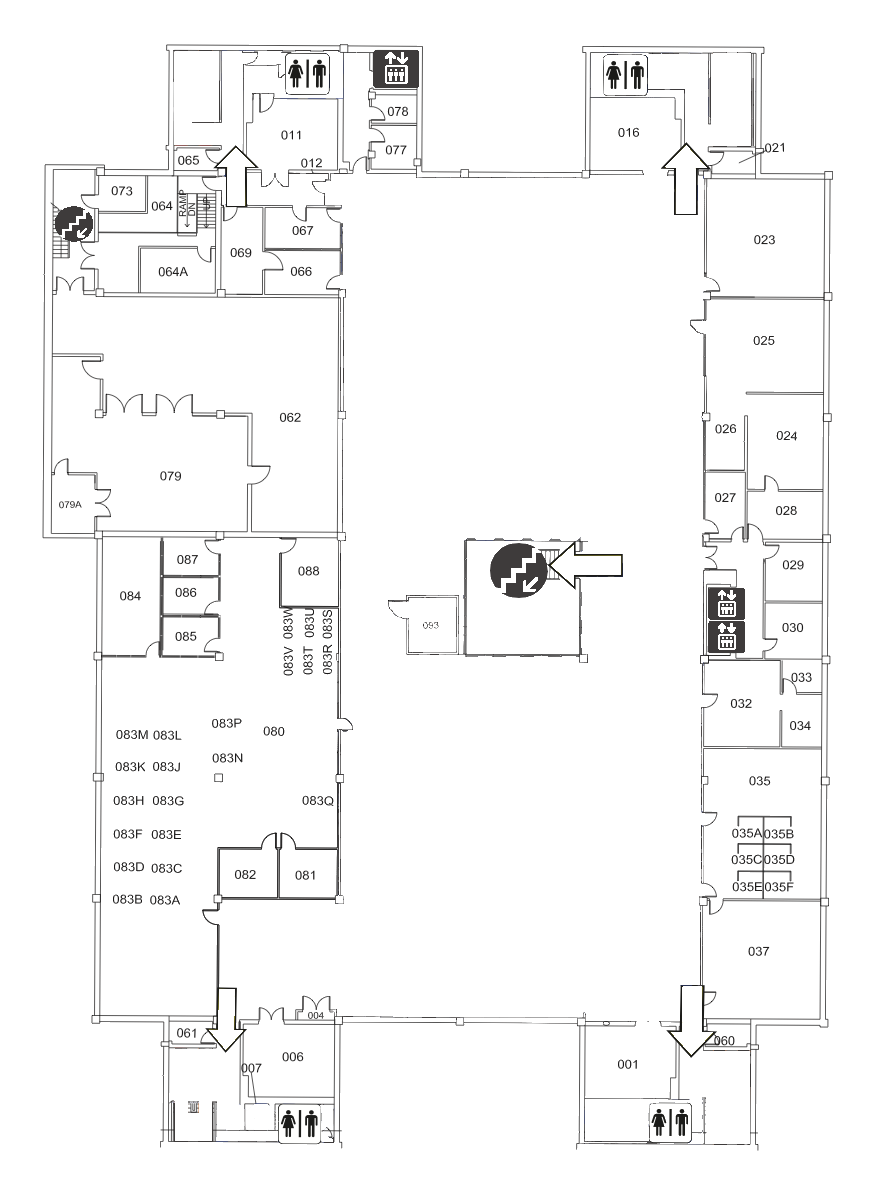 078
011
016
077
012
021
065
073
064
RAMP
DN
UP
067
023
069
066
064A
025
062
026
024
079
027
079A
028
087
088
029
084
086
093
083W
083U
083S
085
030
083V
083T
083R
033
032
034
083P
080
083M
083L
083N
083K
083J
035
083H
083G
083Q
083F
083E
035A
035B
083D
083C
035C
035D
082
081
035E
035F
083B
083A
037
004
061
060
006
007
001